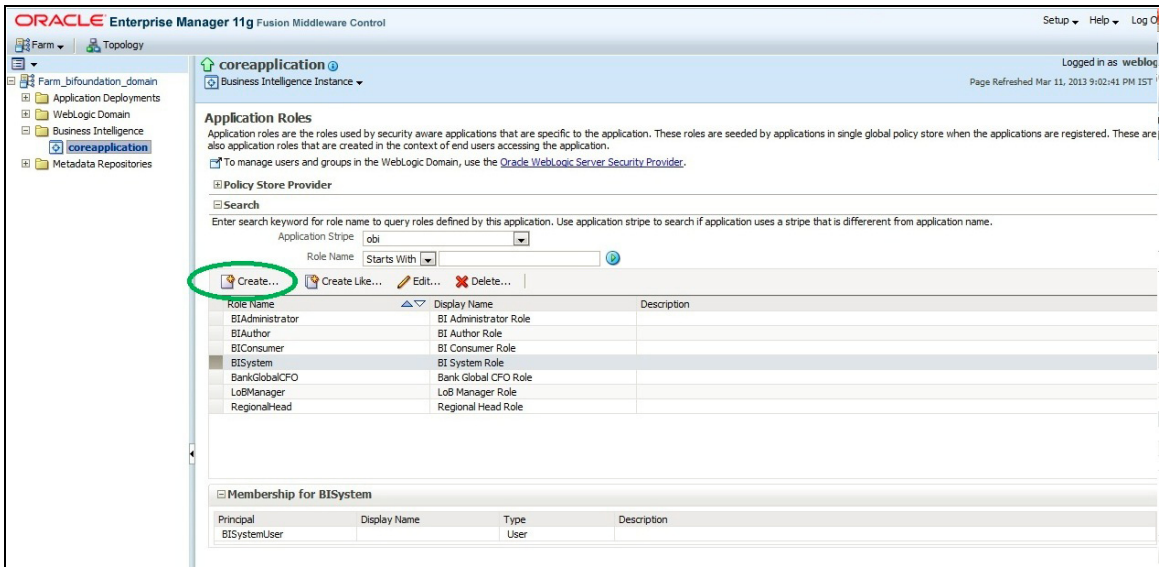 ORACLE Enterprise Manager 11g Fusion Middleware Control
Setup Help Log O
Farm Topology
Farm_bifoundation_domain
Application Deployments
WebLogic Domain
Business Intelligence
coreapplication
Metadata Repositories
coreapplication
Logged in as weblog
Business Intelligence Instance
Page Refreshed Mar 11, 2013 9:02:41 PM IST
Application Roles
Application roles are the roles used by security aware applications that are specific to the application. These roles are seeded by applications in single global policy store when the applications are registered. These are
also application roles that are created in the context of end users accessing the application.
To manage users and groups in the WebLogic Domain, use the Oracle WebLogic Server Security Provider.
Policy Store Provider
Search
Enter search keyword for role name to query roles defined by this application. Use application stripe to search if application uses a stripe that is differerent from application name.
Application Stripe obi
Role Name Starts With
Create... Create Like... Edit... Delete...
Role Name Display Name Description
BIAdministrator BI Administrator Role
BIAuthor BI Author Role
BIConsumer BI Consumer Role
BISystem BI System Role
BankGlobalCFO Bank Global CFO Role
LoBManager LoB Manager Role
RegionalHead Regional Head Role
Membership for BISystem
Principal Display Name Type Description
BISystemUser User